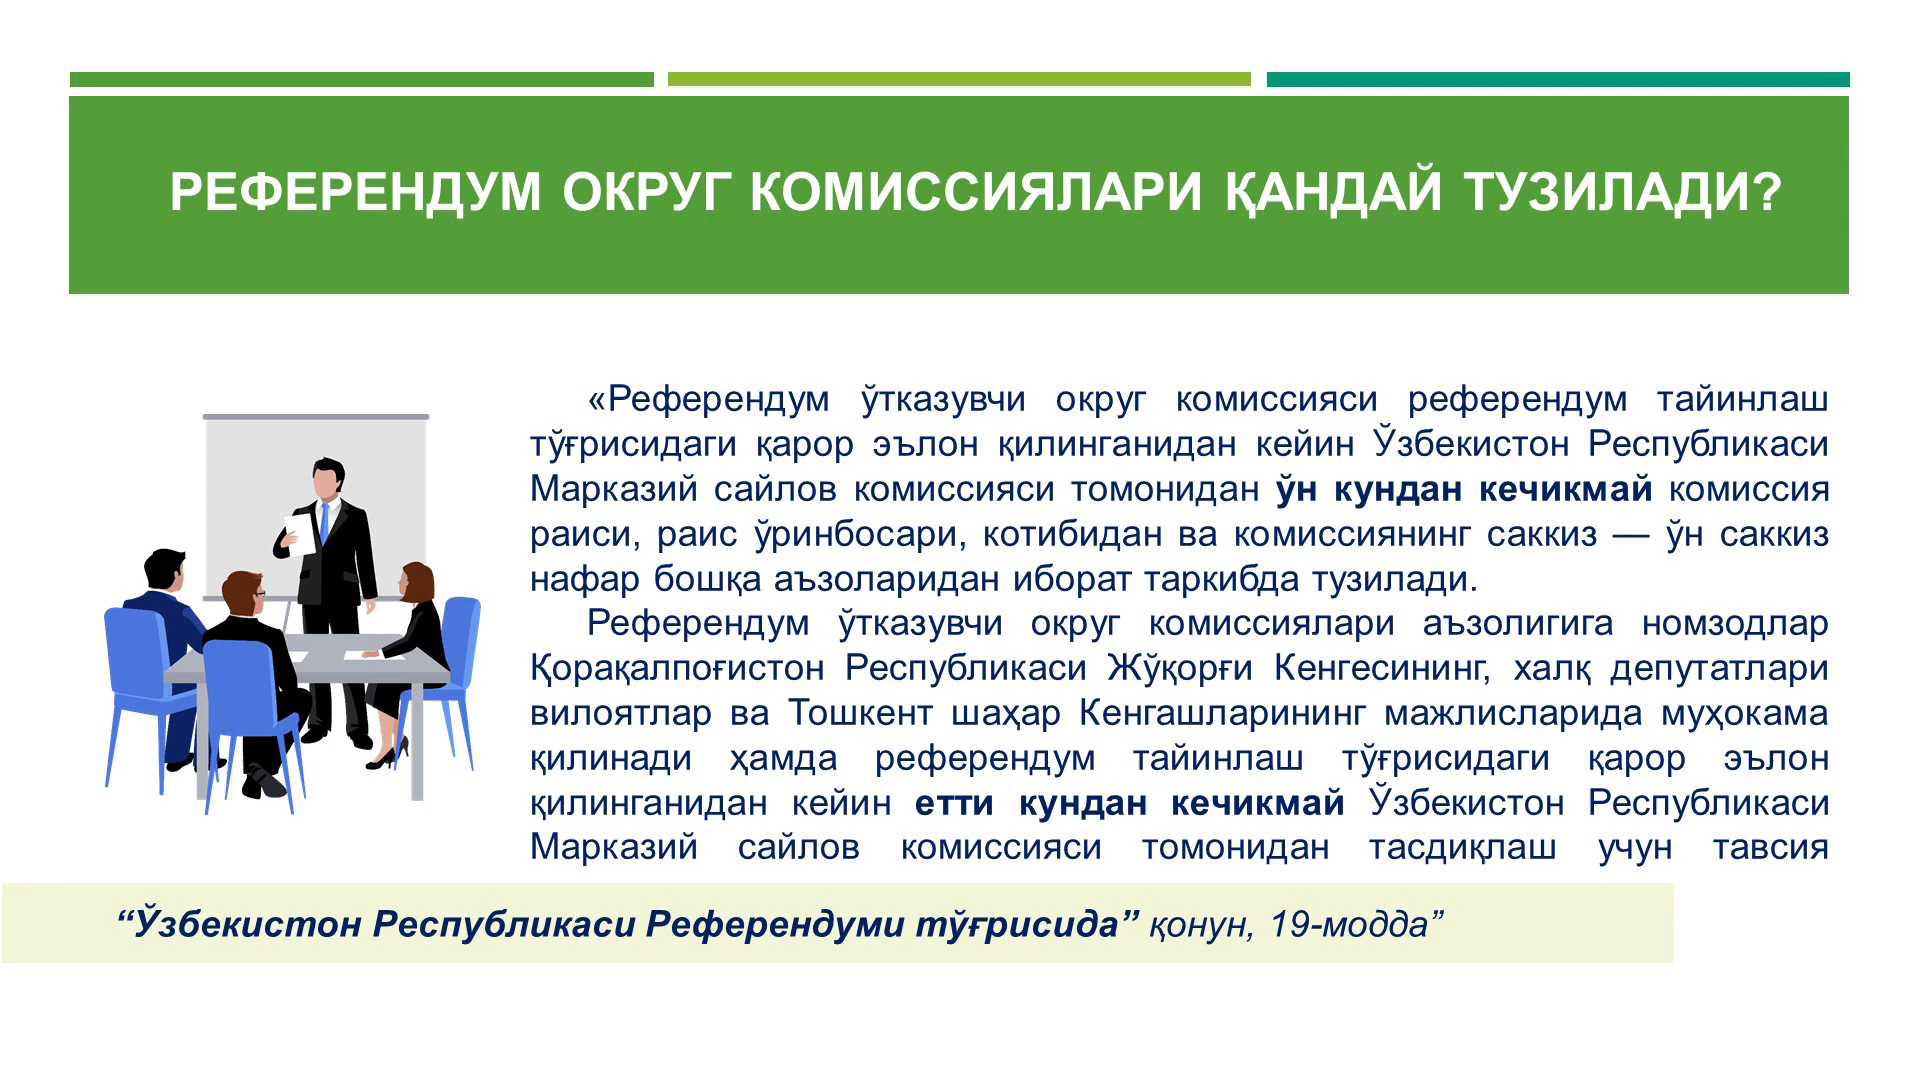 РЕФЕРЕНДУМ ОКРУГ КОМИССИЯЛАРИ ҚАНДАЙ ТУЗИЛАДИ?
«Референдум ўтказувчи округ комиссияси референдум тайинлаш
тўғрисидаги қарор эълон қилинганидан кейин Ўзбекистон Республикаси
Марказий сайлов комиссияси томонидан ўн кундан кечикмай комиссия
раиси, раис ўринбосари, котибидан ва комиссиянинг саккиз — ўн саккиз
нафар бошқа аъзоларидан иборат таркибда тузилади.
Референдум ўтказувчи округ комиссиялари аъзолигига номзодлар
Қорақалпоғистон Республикаси Жўқорғи Кенгесининг, халқ депутатлари
вилоятлар ва Тошкент шаҳар Кенгашларининг мажлисларида муҳокама
қилинади ҳамда референдум тайинлаш тўғрисидаги қарор эълон
қилинганидан кейин етти кундан кечикмай Ўзбекистон Республикаси
Марказий сайлов комиссияси томонидан тасдиқлаш учун тавсия
“Ўзбекистон Республикаси Референдуми тўғрисида” қонун, 19-модда”